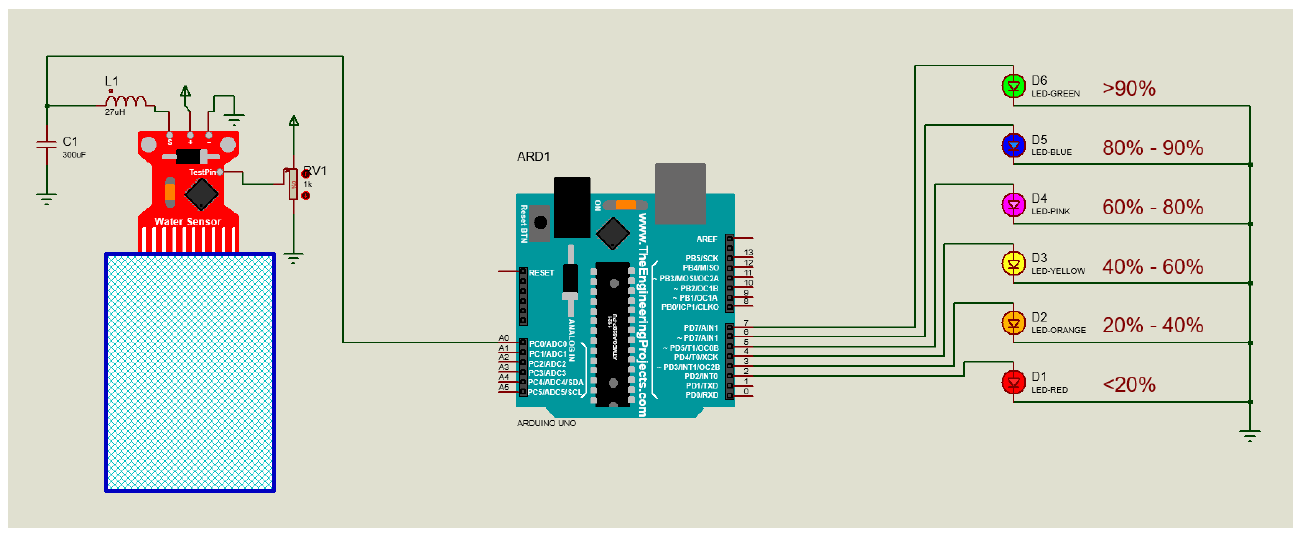 L1
27uH
C1
300uF
S
+
-
TestPin
Water Sensor
RV1
1k
ARD1
Reset BTN
ON
www.TheEngineeringProjects.com
ANALOG IN
RESET
A0 PC0/ADC0
A1 PC1/ADC1
A2 PC2/ADC2
A3 PC3/ADC3
A4 PC4/ADC4/SDA
A5 PC5/ADC5/SCL
AREF
PB5/SCK 13
PB4/MISO 12
~ PB3/MOSI/OC2A 11
~ PB2/OC1B 10
~ PB1/OC1A 9
PB0/ICP1/CLKO 8
PD7/AIN1 7
~ PD7/AIN1 6
~ PD5/T1/OC0B 5
PD4/T0/XCK 4
~ PD3/INT1/OC2B 3
PD2/INT0 2
PD1/TXD 1
PD0/RXD 0
ARDUINO UNO
D6
LED-GREEN
>90%
D5
LED-BLUE
80% - 90%
D4
LED-PINK
60% - 80%
D3
LED-YELLOW
40% - 60%
D2
LED-ORANGE
20% - 40%
D1
LED-RED
<20%